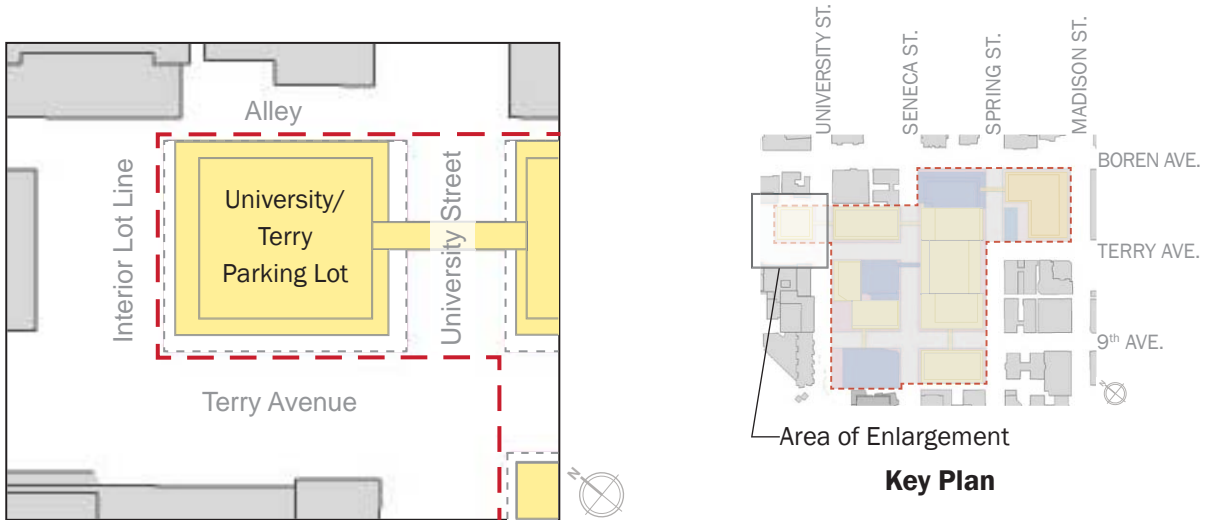 Alley
Interior Lot Line
University/
Terry
Parking Lot
University Street
Terry Avenue
N
UNIVERSITY ST.
SENECA ST.
SPRING ST.
MADISON ST.
BOREN AVE.
TERRY AVE.
9th AVE.
N
Area of Enlargement
Key Plan